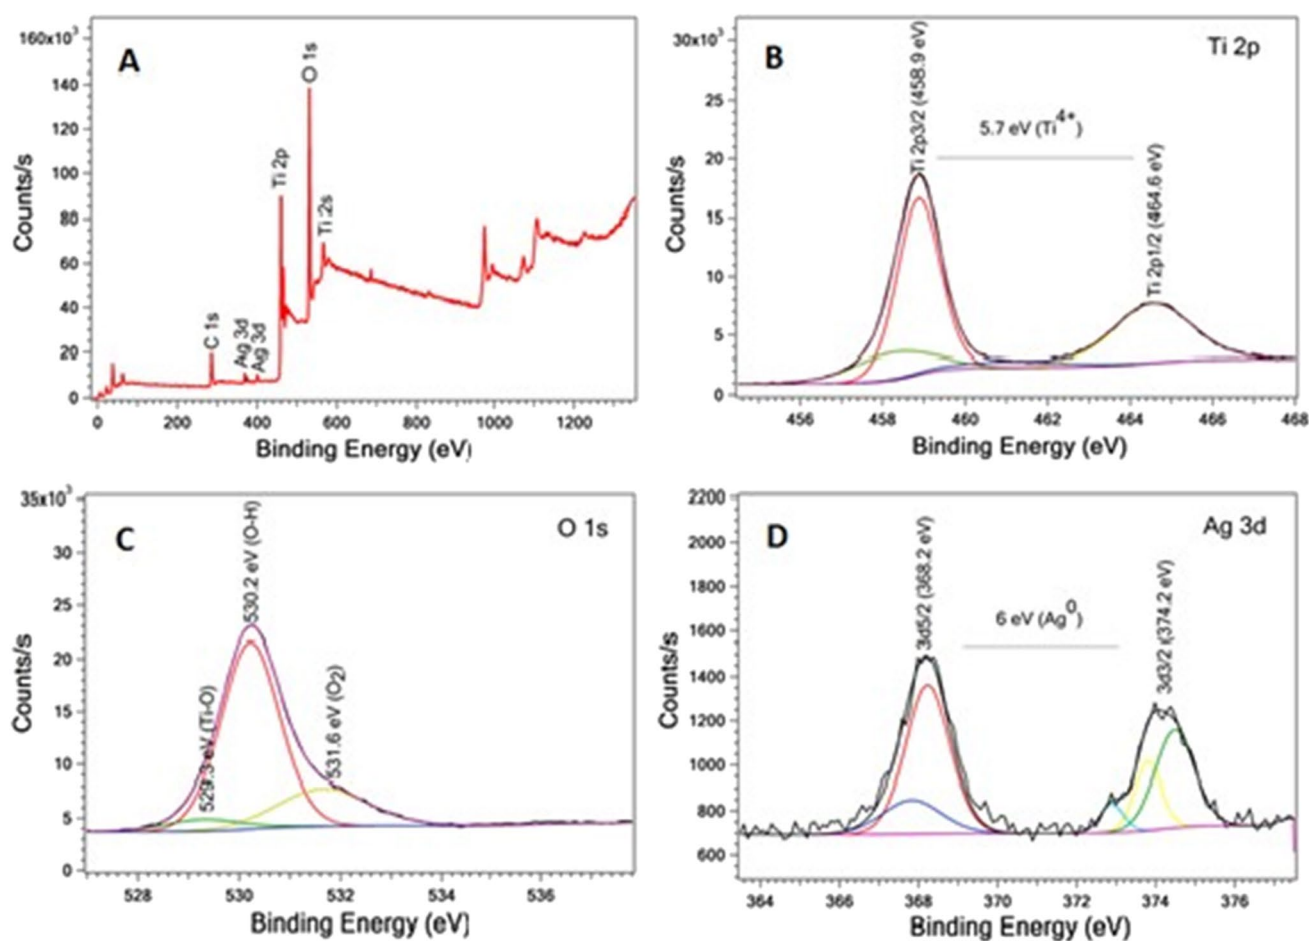 A
160x10³
140
120
100
80
60
40
20
0
Counts/s
C 1s
Ag 3d
Ag 3d
Ti 2p
O 1s
Ti 2s
0
200
400
600
800
1000
1200
Binding Energy (eV)
B
Ti 2p
30x10³
25
20
15
10
5
0
Counts/s
Ti 2p3/2 (458.9 eV)
5.7 eV (Ti⁴⁺)
Ti 2p1/2 (464.6 eV)
456
458
460
462
464
466
468
Binding Energy (eV)
C
O 1s
35x10³
30
25
20
15
10
5
0
Counts/s
529.3 eV (Ti-O)
530.2 eV (O-H)
531.6 eV (O₂)
528
530
532
534
536
Binding Energy (eV)
D
Ag 3d
2200
2000
1800
1600
1400
1200
1000
800
600
Counts/s
3d5/2 (368.2 eV)
6 eV (Ag⁰)
3d3/2 (374.2 eV)
364
366
368
370
372
374
376
Binding Energy (eV)